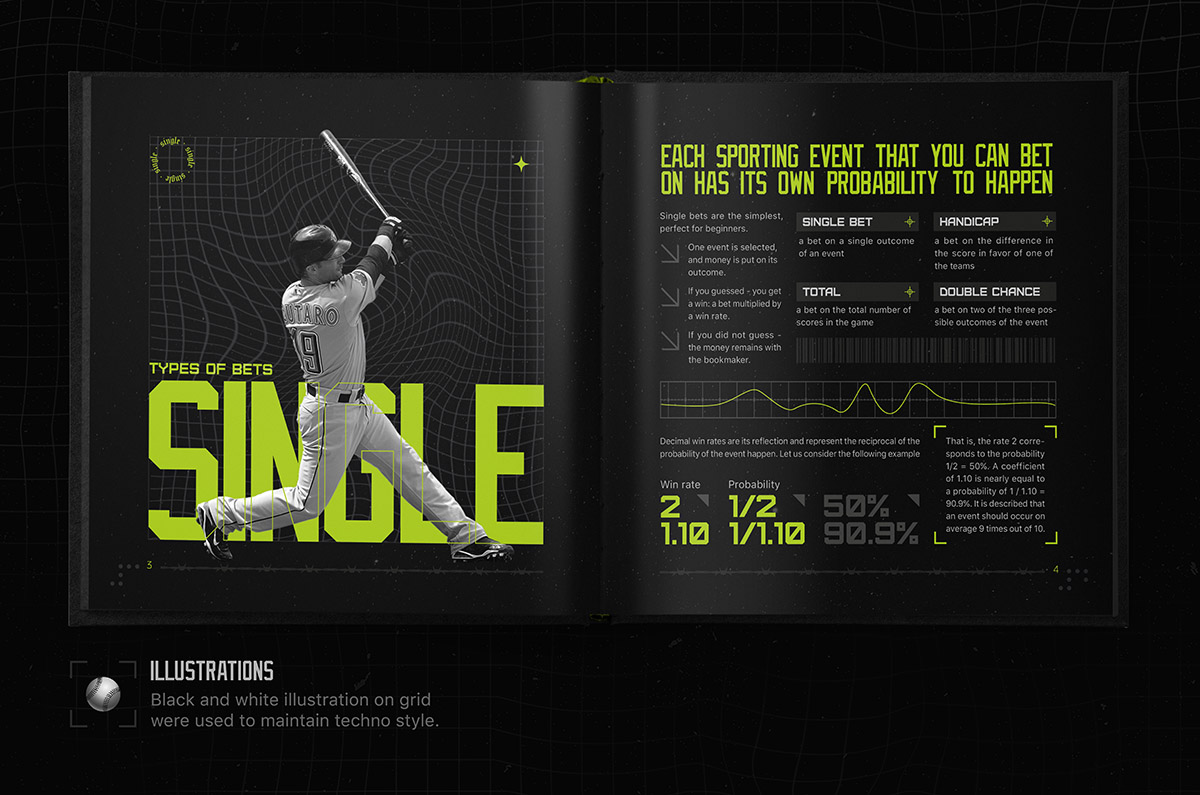 single · single · single · single ·
TYPES OF BETS
SINGLE
19
3
EACH SPORTING EVENT THAT YOU CAN BET
ON HAS ITS OWN PROBABILITY TO HAPPEN
Single bets are the simplest,
perfect for beginners.
One event is selected,
and money is put on its
outcome.
If you guessed - you get
a win: a bet multiplied by
a win rate.
If you did not guess -
the money remains with
the bookmaker.
SINGLE BET
a bet on a single outcome
of an event
HANDICAP
a bet on the difference in
the score in favor of one of
the teams
TOTAL
a bet on the total number of
scores in the game
DOUBLE CHANCE
a bet on two of the three pos-
sible outcomes of the event
Decimal win rates are its reflection and represent the reciprocal of the
probability of the event happen. Let us consider the following example
Win rate Probability
2 1/2 50%
1.10 1/1.10 90.9%
That is, the rate 2 corre-
sponds to the probability
1/2 = 50%. A coefficient
of 1.10 is nearly equal to
a probability of 1 / 1.10 =
90.9%. It is described that
an event should occur on
average 9 times out of 10.
4
ILLUSTRATIONS
Black and white illustration on grid
were used to maintain techno style.